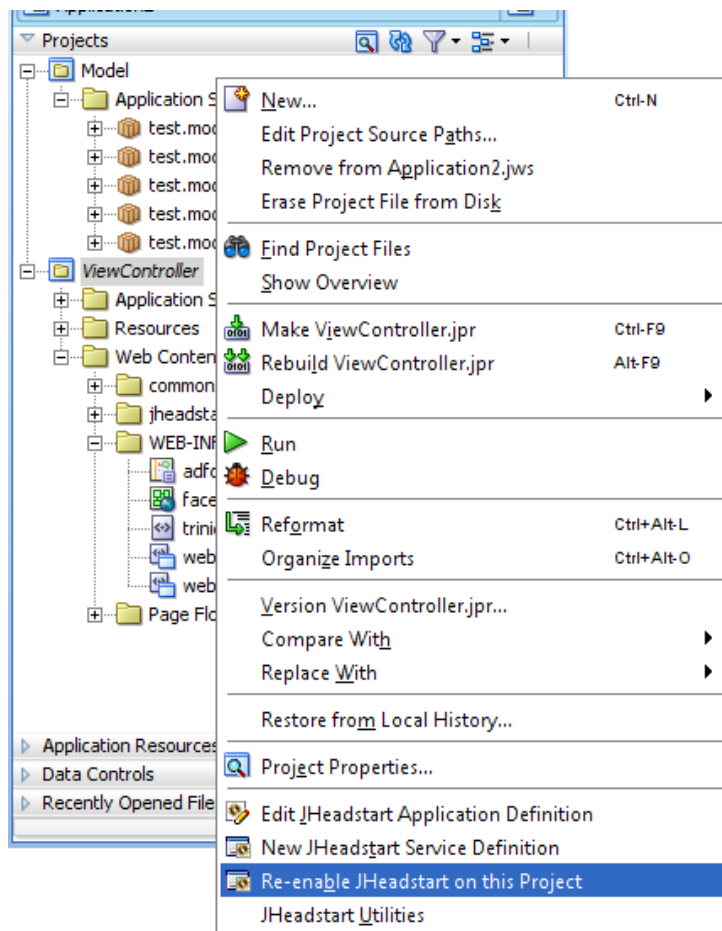 Projects
Model
Application S
test.mod
test.mod
test.mod
test.mod
test.mod
ViewController
Application S
Resources
Web Conten
common
jheadsta
WEB-INF
adfc
face
trini
web
web
Page Flo
Application Resources
Data Controls
Recently Opened File
New... Ctrl-N
Edit Project Source Paths...
Remove from Application2.jws
Erase Project File from Disk
Find Project Files
Show Overview
Make ViewController.jpr Ctrl-F9
Rebuild ViewController.jpr Alt-F9
Deploy
Run
Debug
Reformat Ctrl+Alt-L
Organize Imports Ctrl+Alt-O
Version ViewController.jpr...
Compare With
Replace With
Restore from Local History...
Project Properties...
Edit JHeadstart Application Definition
New JHeadstart Service Definition
Re-enable JHeadstart on this Project
JHeadstart Utilities